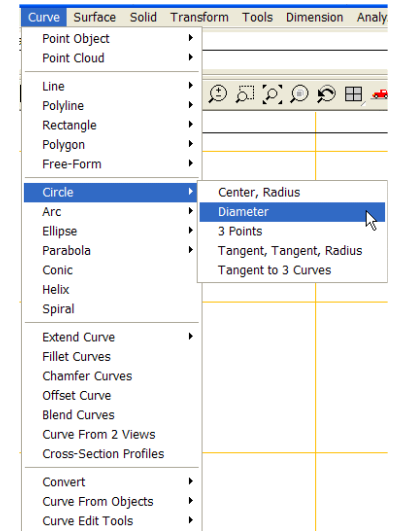 Curve Surface Solid Transform Tools Dimension Analy
Point Object
Point Cloud
Line
Polyline
Rectangle
Polygon
Free-Form
Circle
Center, Radius
Arc
Diameter
Ellipse
3 Points
Parabola
Tangent, Tangent, Radius
Conic
Tangent to 3 Curves
Helix
Spiral
Extend Curve
Fillet Curves
Chamfer Curves
Offset Curve
Blend Curves
Curve From 2 Views
Cross-Section Profiles
Convert
Curve From Objects
Curve Edit Tools